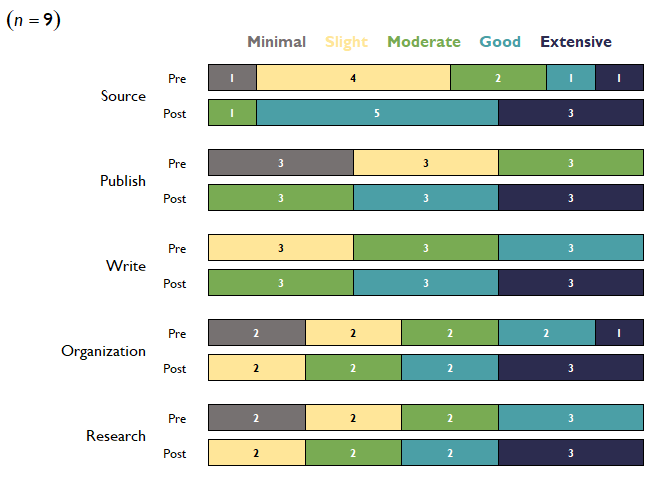 (n = 9)
Minimal Slight Moderate Good Extensive
Source
Pre 1 4 2 1 1
Post 1 5 3
Publish
Pre 3 3 3
Post 3 3 3
Write
Pre 3 3 3
Post 3 3 3
Organization
Pre 2 2 2 2 1
Post 2 2 2 3
Research
Pre 2 2 2 3
Post 2 2 2 3